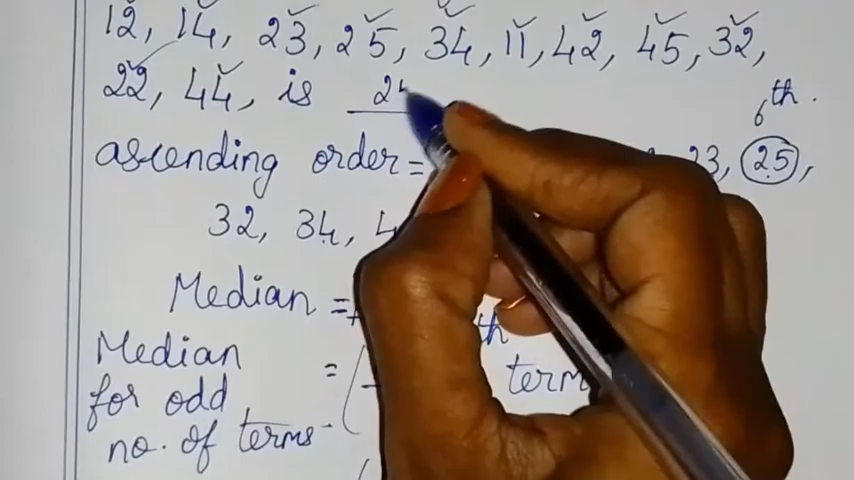 12, 14, 23, 25, 34, 11, 42, 45, 32,
22, 44, is
6th.
ascending order = 23, 25,
32, 34, 4
Median =
Median
for odd = ( th term
no. of terms